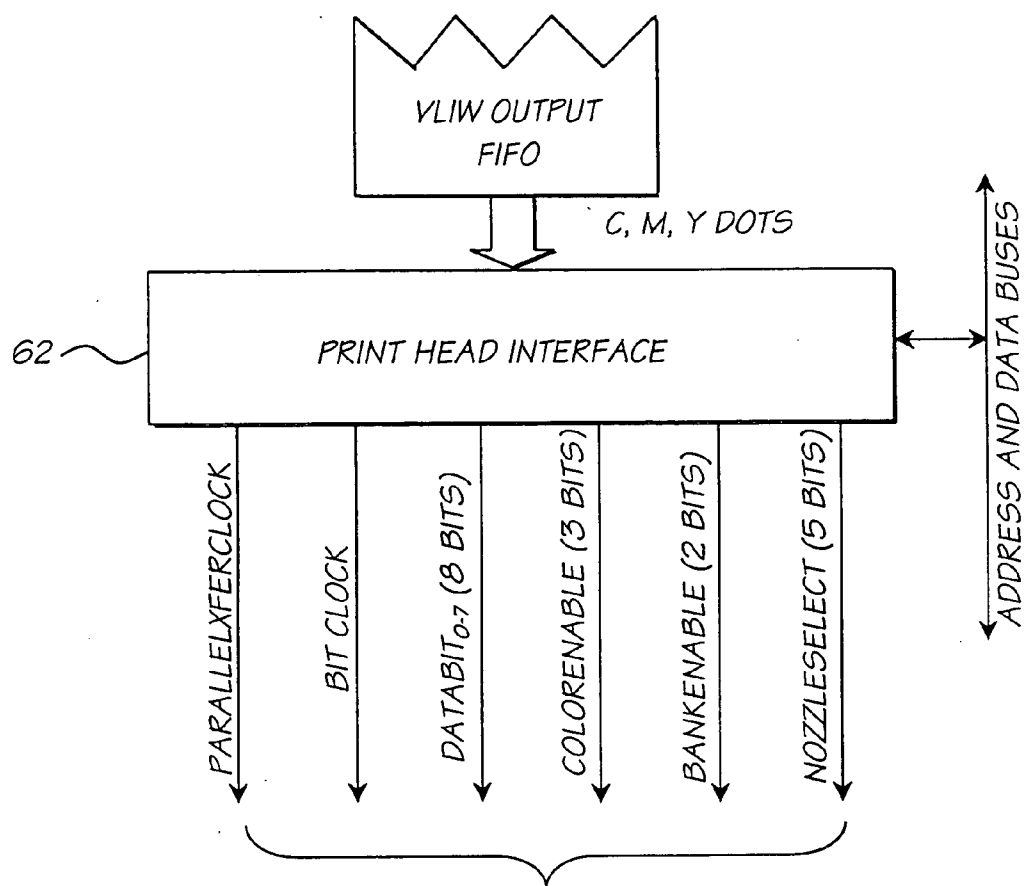 VLIW OUTPUT
FIFO
C, M, Y DOTS
62
PRINT HEAD INTERFACE
ADDRESS AND DATA BUSES
PARALLELXFERCLOCK
BIT CLOCK
DATABIT0-7 (8 BITS)
COLORENABLE (3 BITS)
BANKENABLE (2 BITS)
NOZZLESELECT (5 BITS)